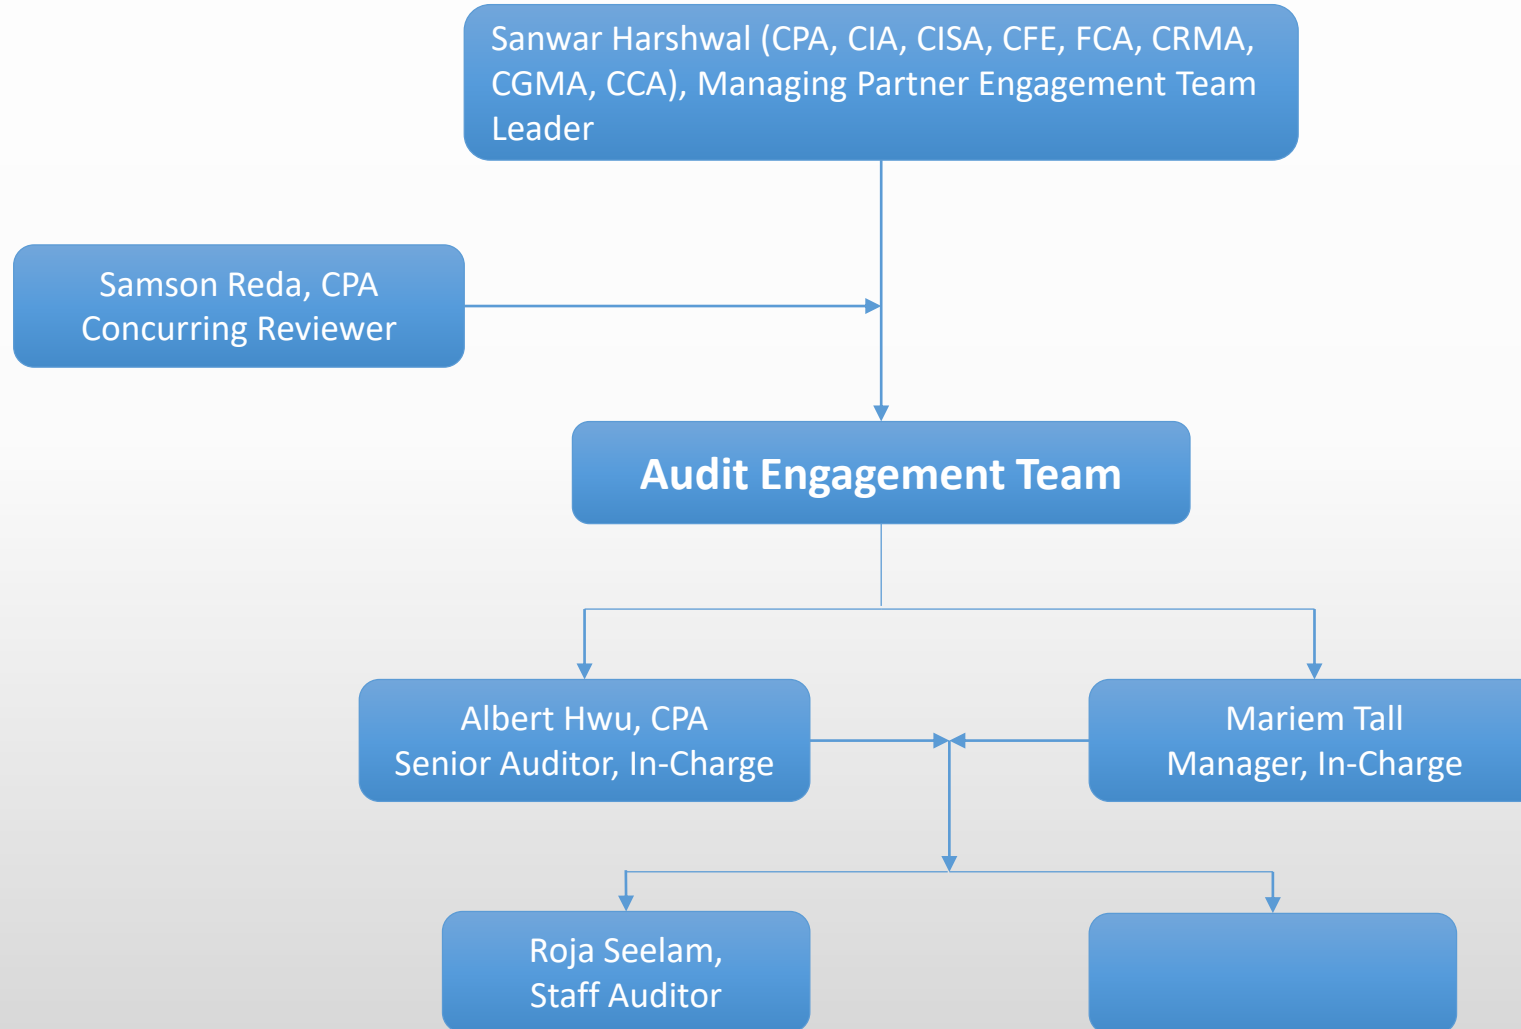 Sanwar Harshwal (CPA, CIA, CISA, CFE, FCA, CRMA,
CGMA, CCA), Managing Partner Engagement Team
Leader
Samson Reda, CPA
Concurring Reviewer
Audit Engagement Team
Albert Hwu, CPA
Senior Auditor, In-Charge
Mariem Tall
Manager, In-Charge
Roja Seelam,
Staff Auditor